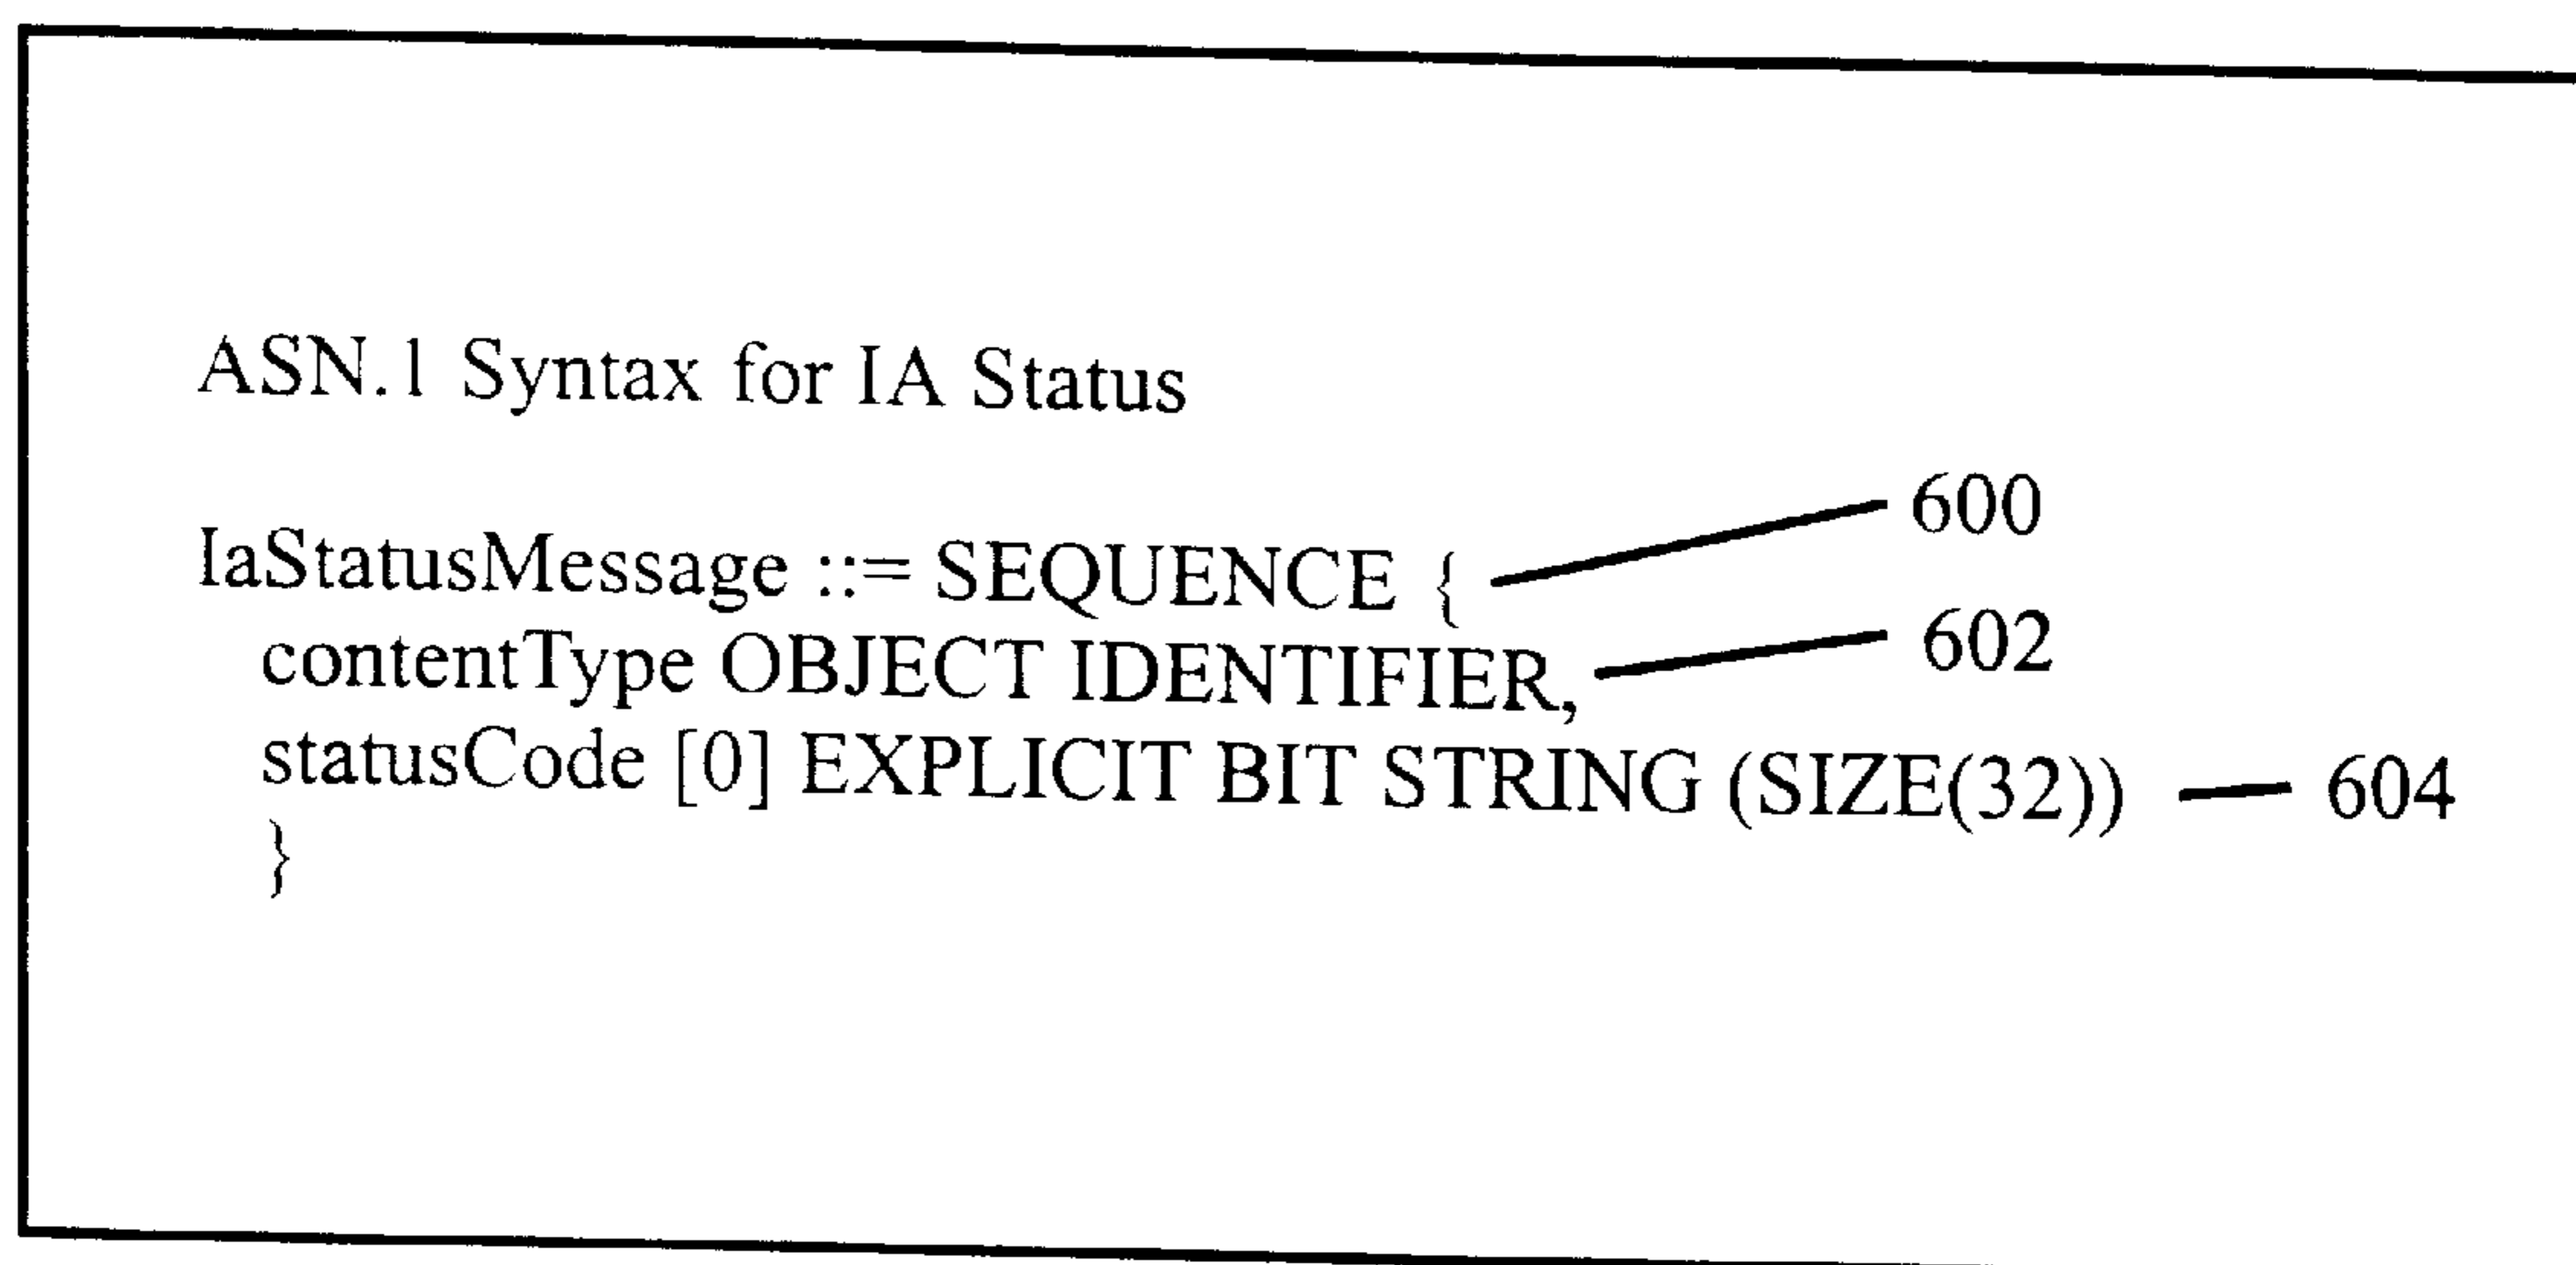 ASN.1 Syntax for IA Status
IaStatusMessage ::= SEQUENCE { 600
contentType OBJECT IDENTIFIER, 602
statusCode [0] EXPLICIT BIT STRING (SIZE(32)) 604
}